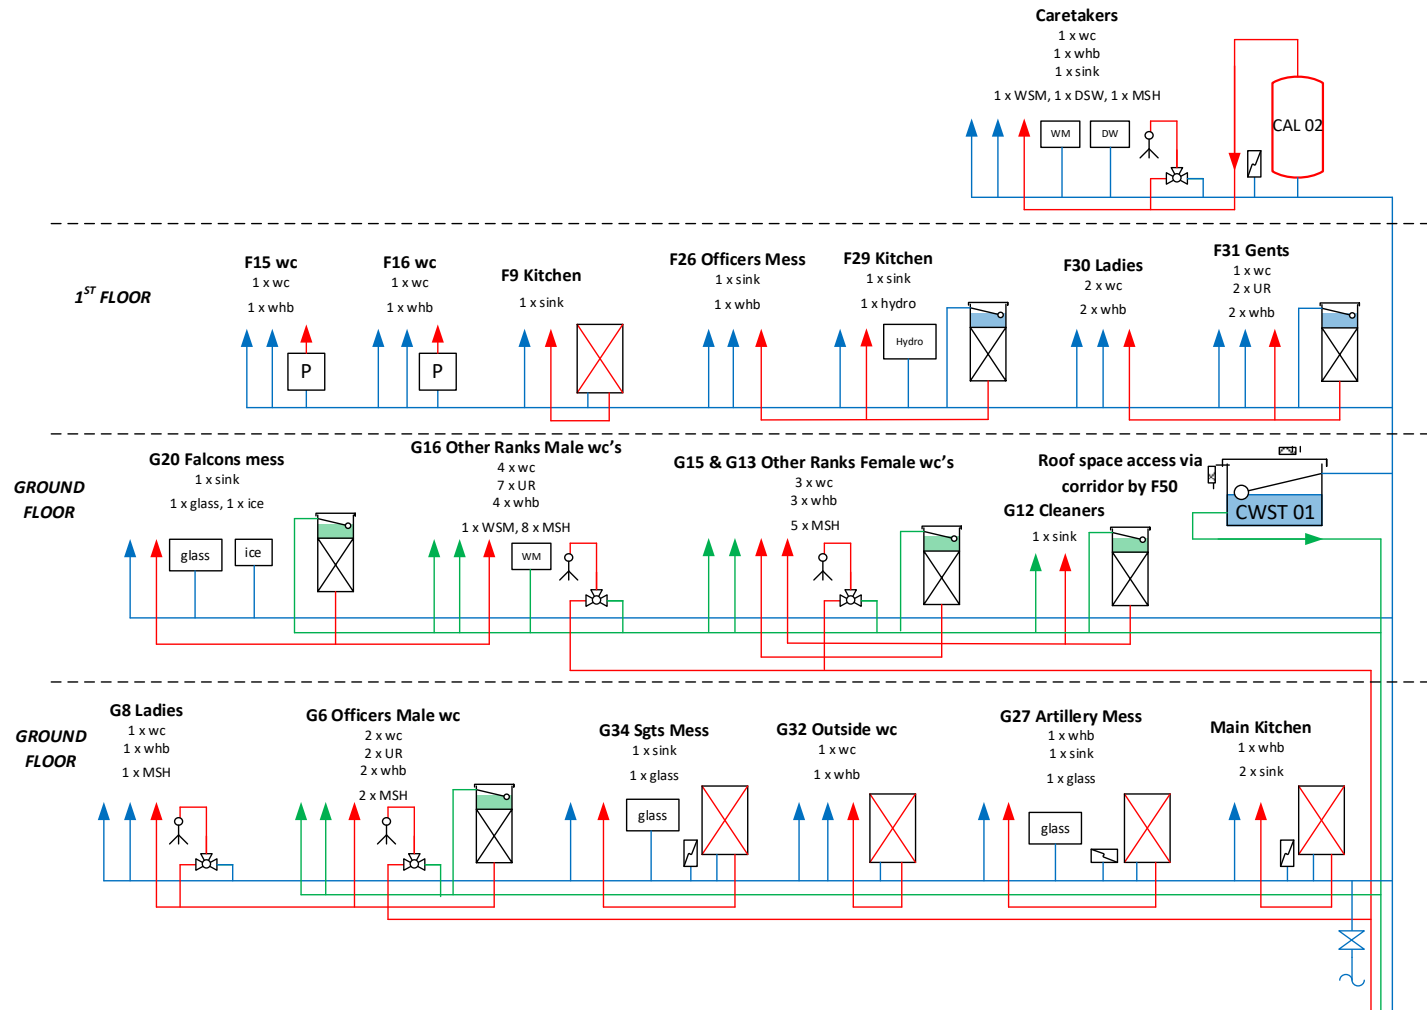 Caretakers
1 x wc
1 x whb
1 x sink
1 x WSM, 1 x DSW, 1 x MSH
WM
DW
CAL 02
1ST FLOOR
F15 wc
1 x wc
1 x whb
P
F16 wc
1 x wc
1 x whb
P
F9 Kitchen
1 x sink
F26 Officers Mess
1 x sink
1 x whb
F29 Kitchen
1 x sink
1 x hydro
Hydro
F30 Ladies
2 x wc
2 x whb
F31 Gents
1 x wc
2 x UR
2 x whb
GROUND
FLOOR
G20 Falcons mess
1 x sink
1 x glass, 1 x ice
glass
ice
G16 Other Ranks Male wc's
4 x wc
7 x UR
4 x whb
1 x WSM, 8 x MSH
WM
G15 & G13 Other Ranks Female wc's
3 x wc
3 x whb
5 x MSH
G12 Cleaners
1 x sink
Roof space access via
corridor by F50
CWST 01
GROUND
FLOOR
G8 Ladies
1 x wc
1 x whb
1 x MSH
G6 Officers Male wc
2 x wc
2 x UR
2 x whb
2 x MSH
G34 Sgts Mess
1 x sink
1 x glass
glass
G32 Outside wc
1 x wc
1 x whb
G27 Artillery Mess
1 x whb
1 x sink
1 x glass
glass
Main Kitchen
1 x whb
2 x sink